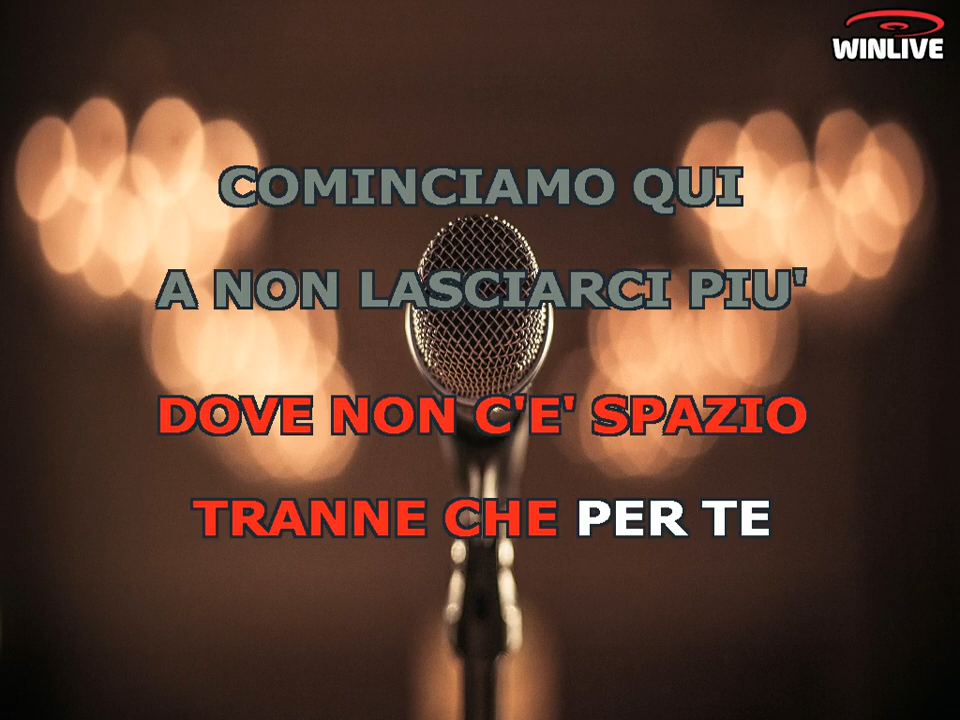 WINLIVE
COMINCIAMO QUI
A NON LASCIARCI PIU'
DOVE NON C'E' SPAZIO
TRANNE CHE PER TE